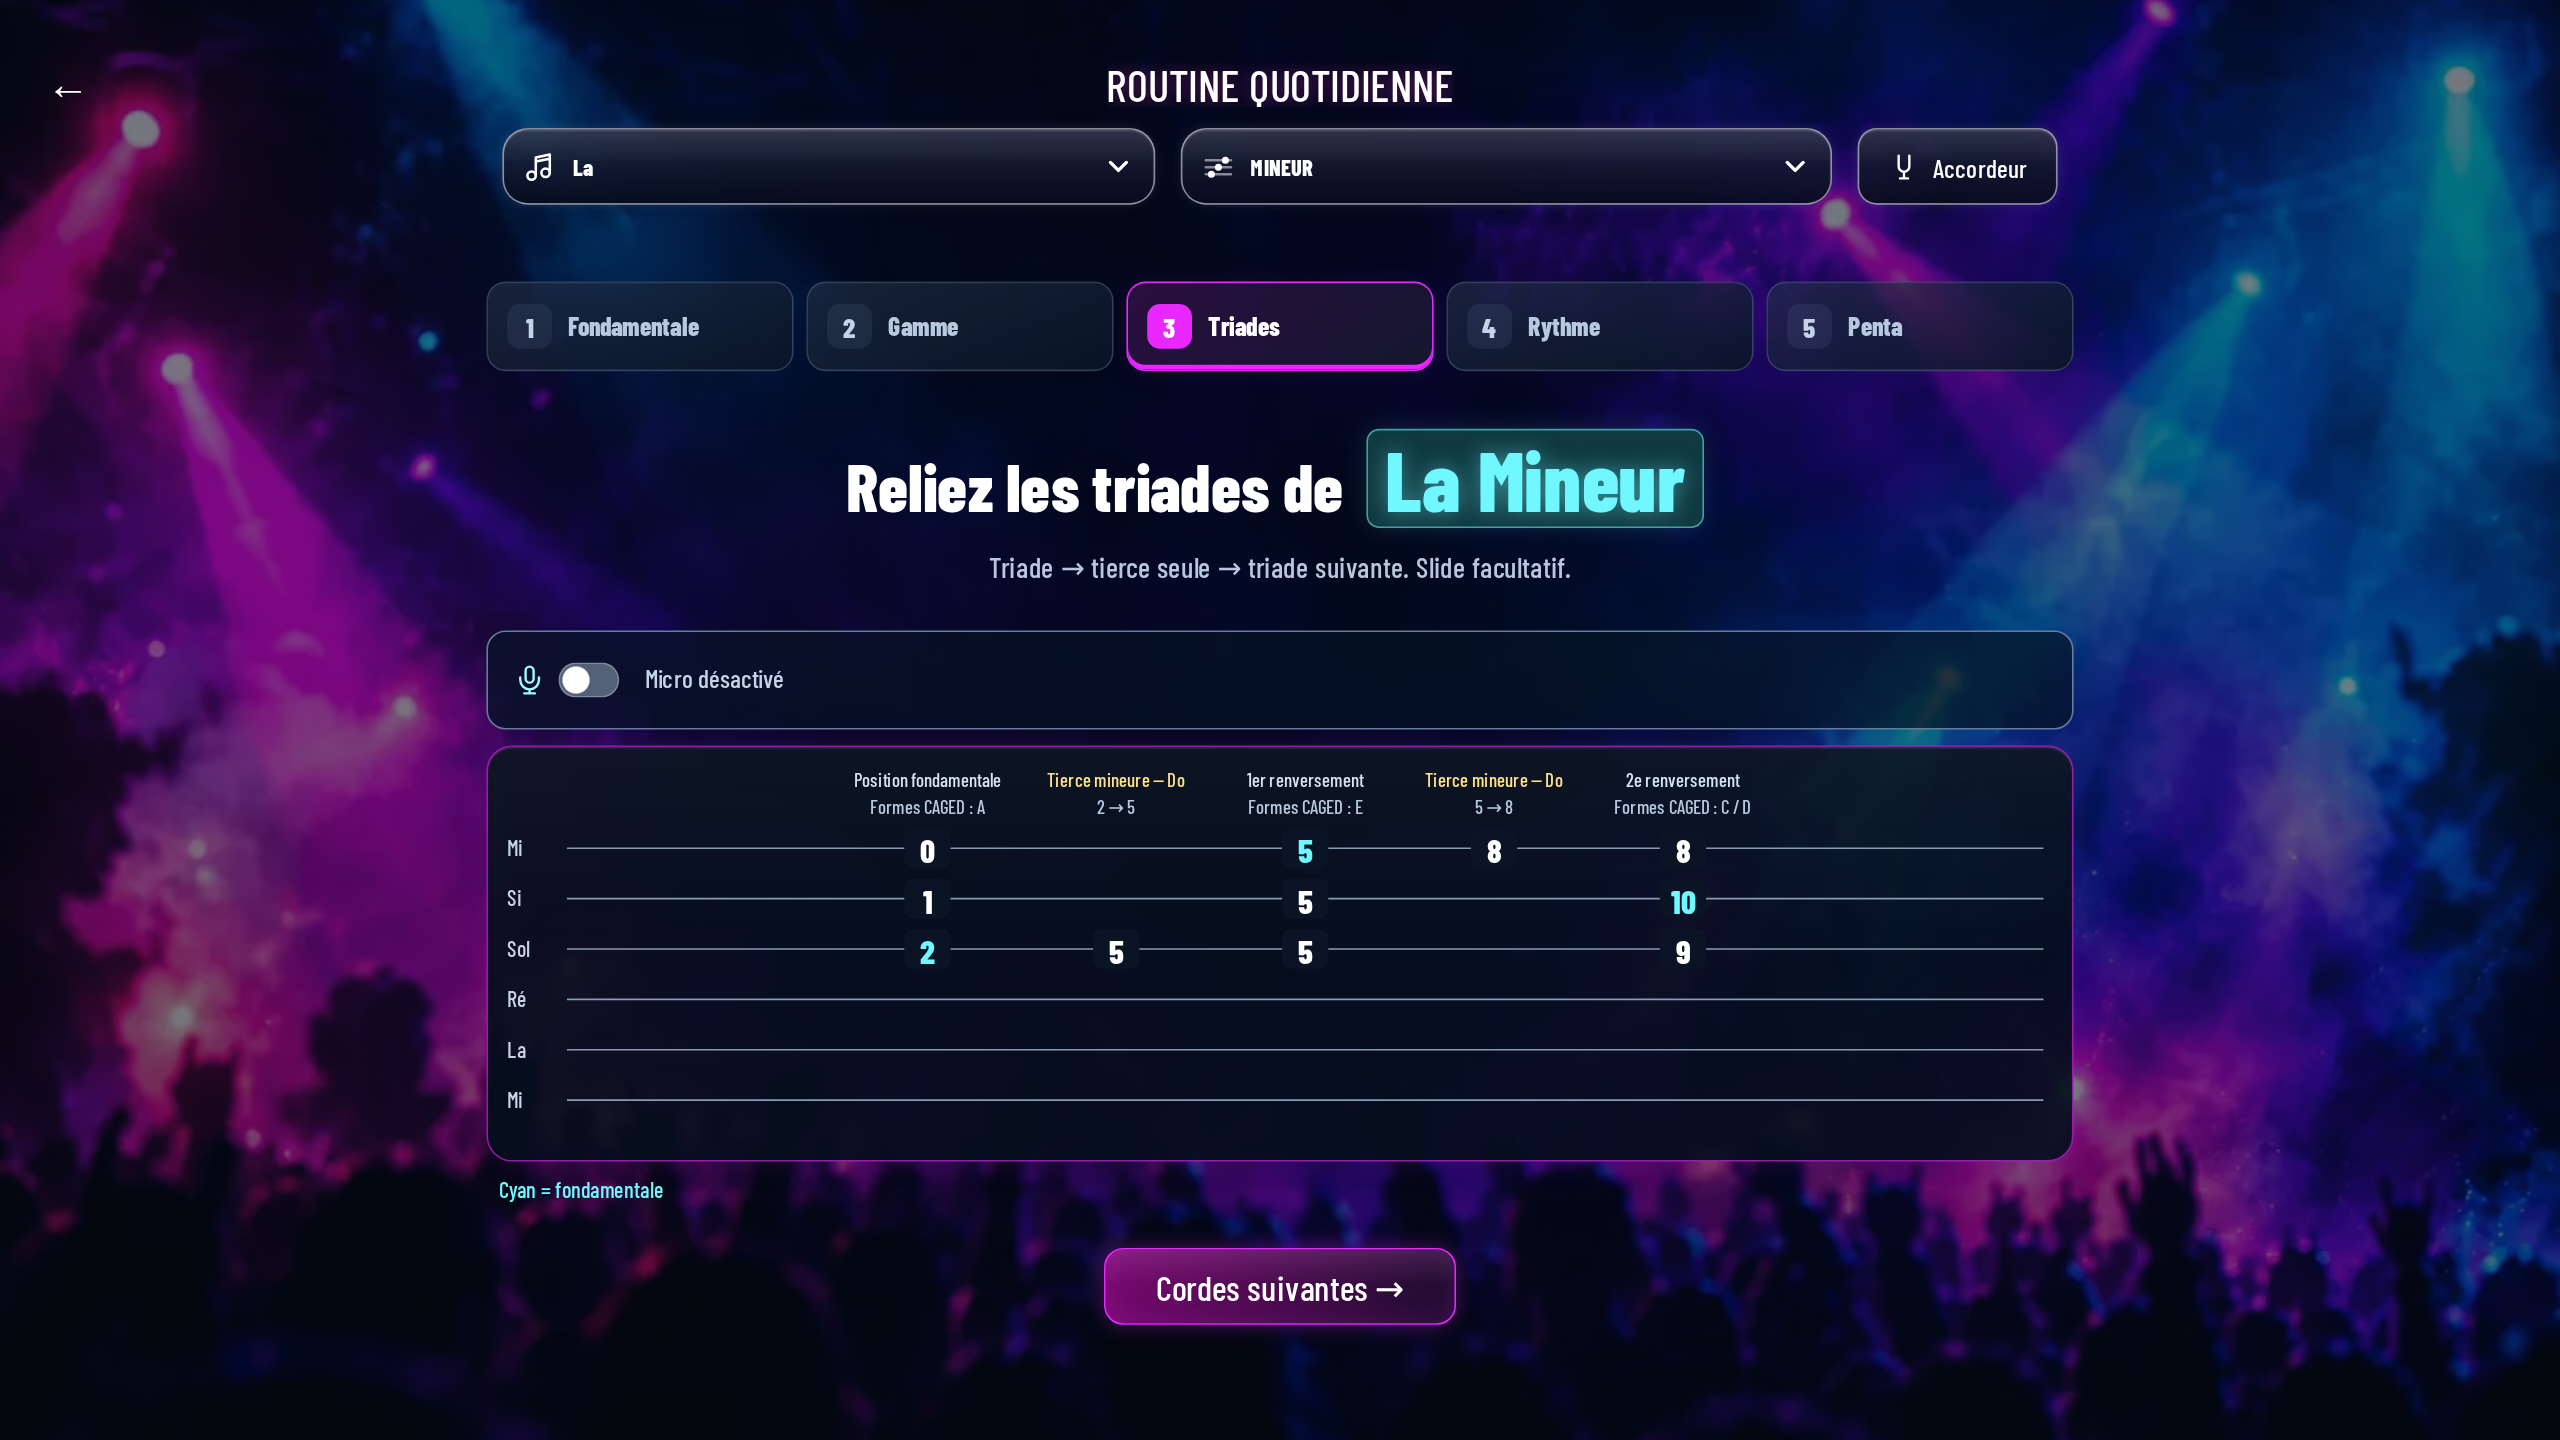 ←
ROUTINE QUOTIDIENNE
La
MINEUR
Accordeur
1 Fondamentale
2 Gamme
3 Triades
4 Rythme
5 Penta
Reliez les triades de La Mineur
Triade → tierce seule → triade suivante. Slide facultatif.
Micro désactivé
Position fondamentale Tierce mineure – Do 1er renversement Tierce mineure – Do 2e renversement
Formes CAGED : A 2 → 5 Formes CAGED : E 5 → 8 Formes CAGED : C / D
Mi 0 5 8 8
Si 1 5 10
Sol 2 5 5 9
Ré
La
Mi
Cyan = fondamentale
Cordes suivantes →